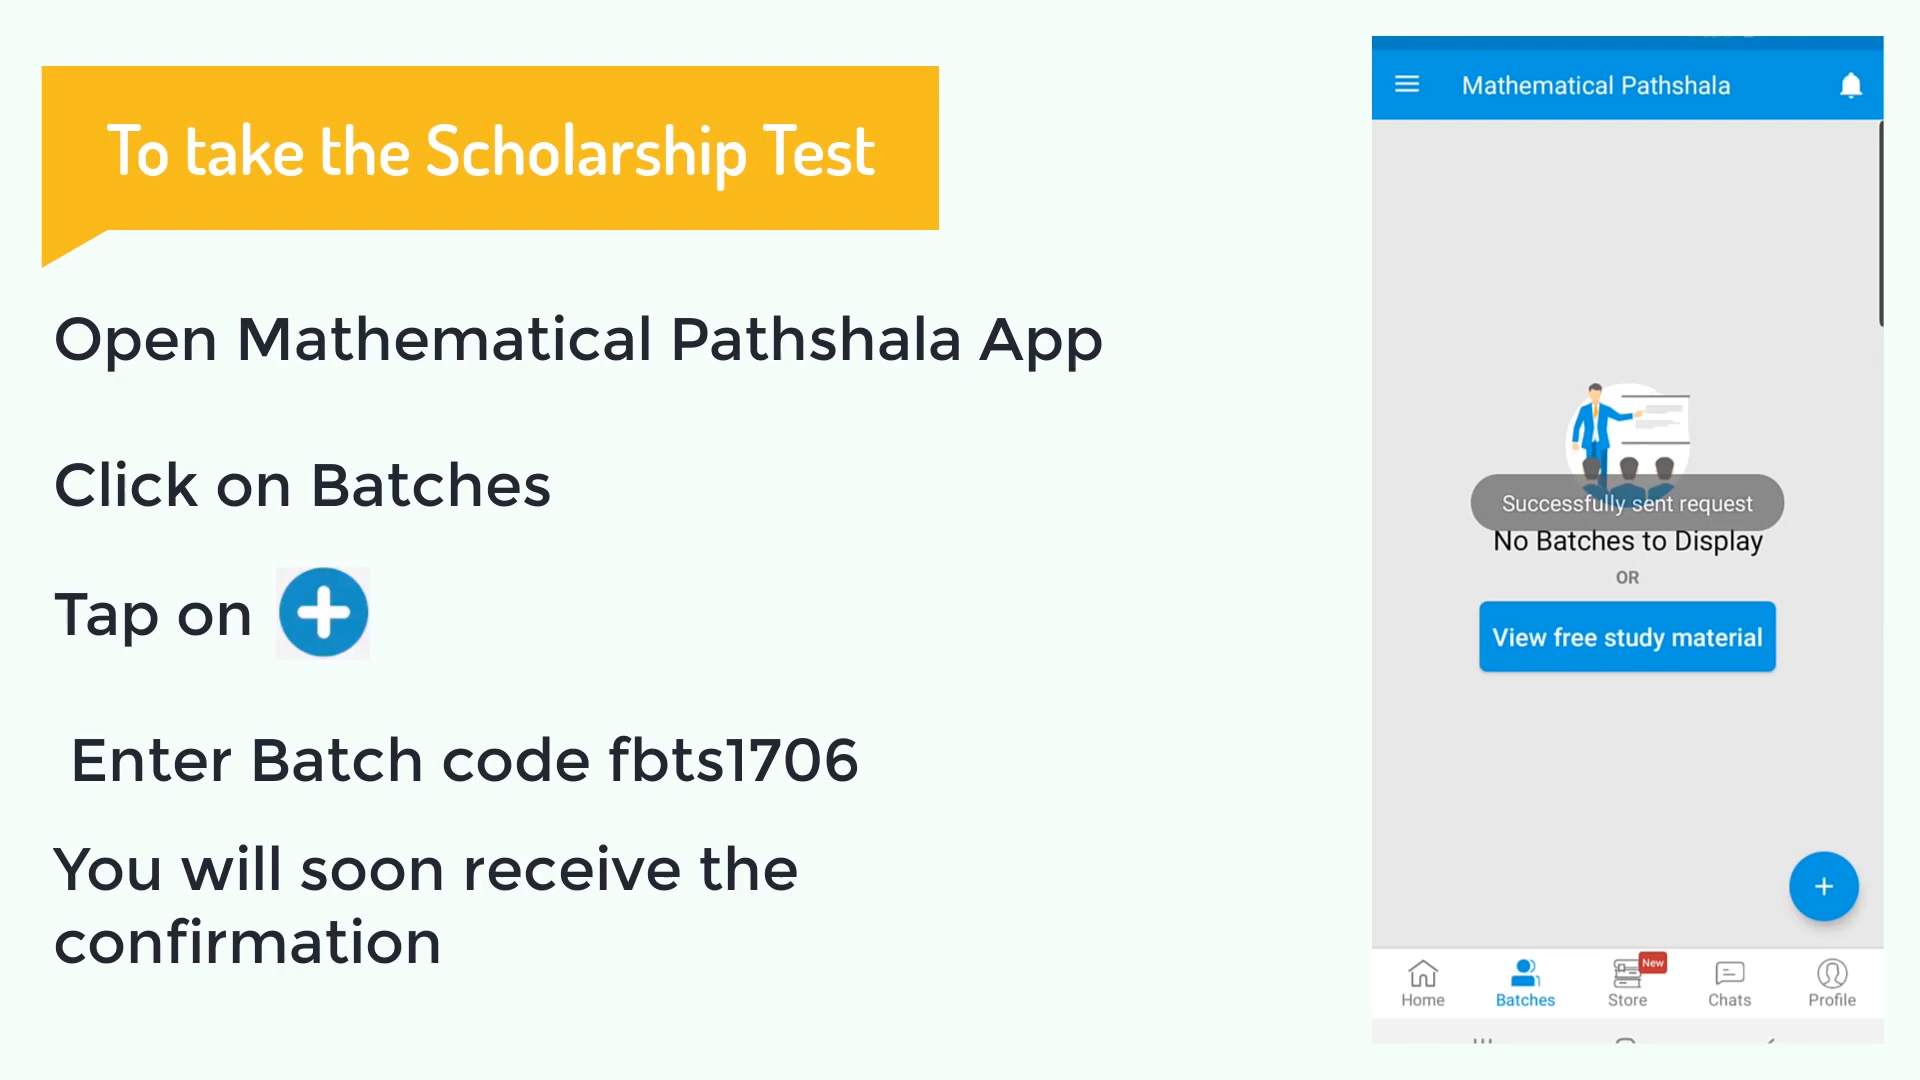 To take the Scholarship Test
Open Mathematical Pathshala App
Click on Batches
Tap on
Enter Batch code fbts1706
You will soon receive the
confirmation
Mathematical Pathshala
Successfully sent request
No Batches to Display
OR
View free study material
New
Home Batches Store Chats Profile